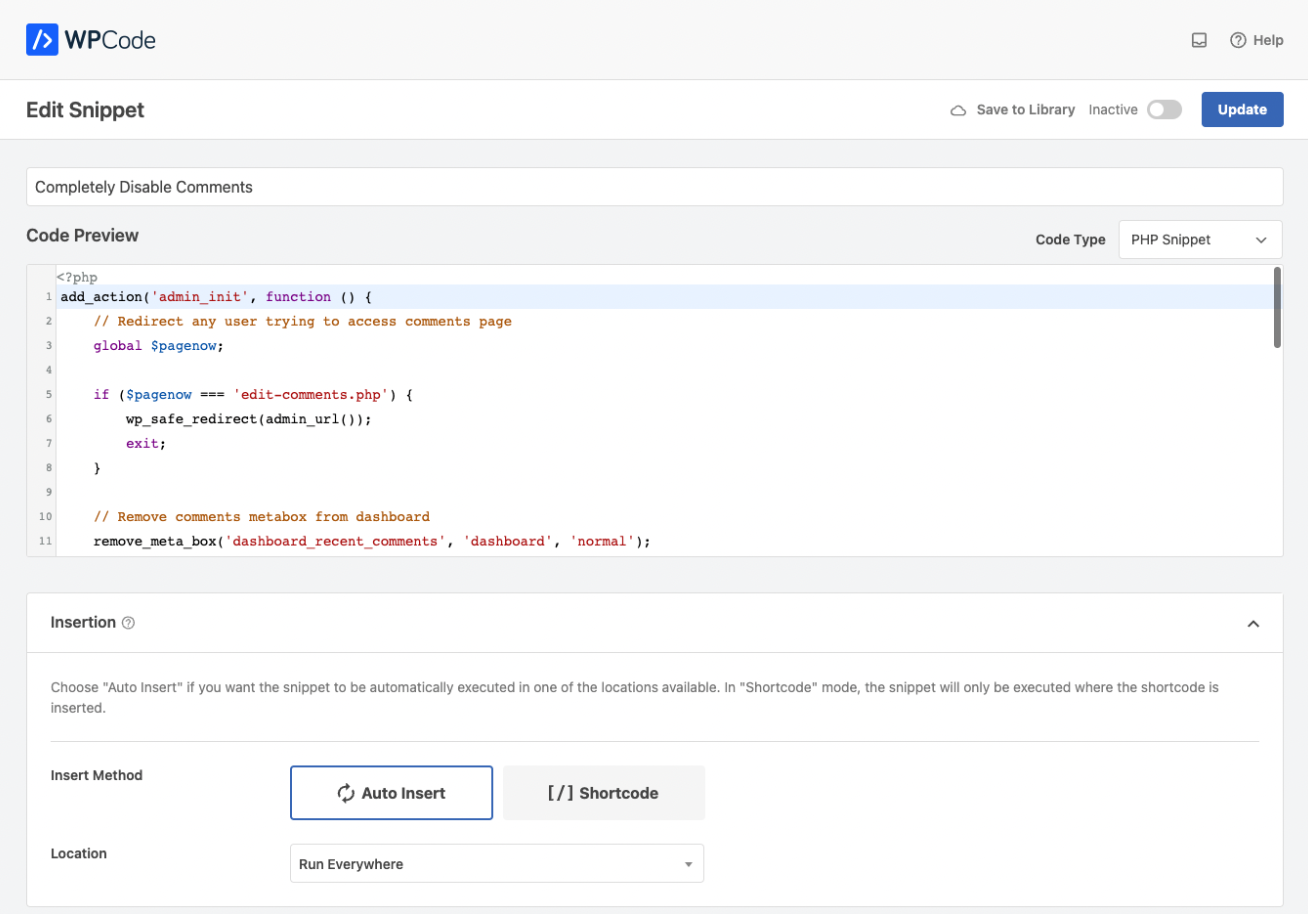 WPCode
Help
Edit Snippet
Save to Library
Inactive
Update
Completely Disable Comments
Code Preview
Code Type
PHP Snippet
<?php
1 add_action('admin_init', function () {
2     // Redirect any user trying to access comments page
3     global $pagenow;
4
5     if ($pagenow === 'edit-comments.php') {
6         wp_safe_redirect(admin_url());
7         exit;
8     }
9
10     // Remove comments metabox from dashboard
11     remove_meta_box('dashboard_recent_comments', 'dashboard', 'normal');
Insertion
Choose "Auto Insert" if you want the snippet to be automatically executed in one of the locations available. In "Shortcode" mode, the snippet will only be executed where the shortcode is
inserted.
Insert Method
Auto Insert
[/] Shortcode
Location
Run Everywhere